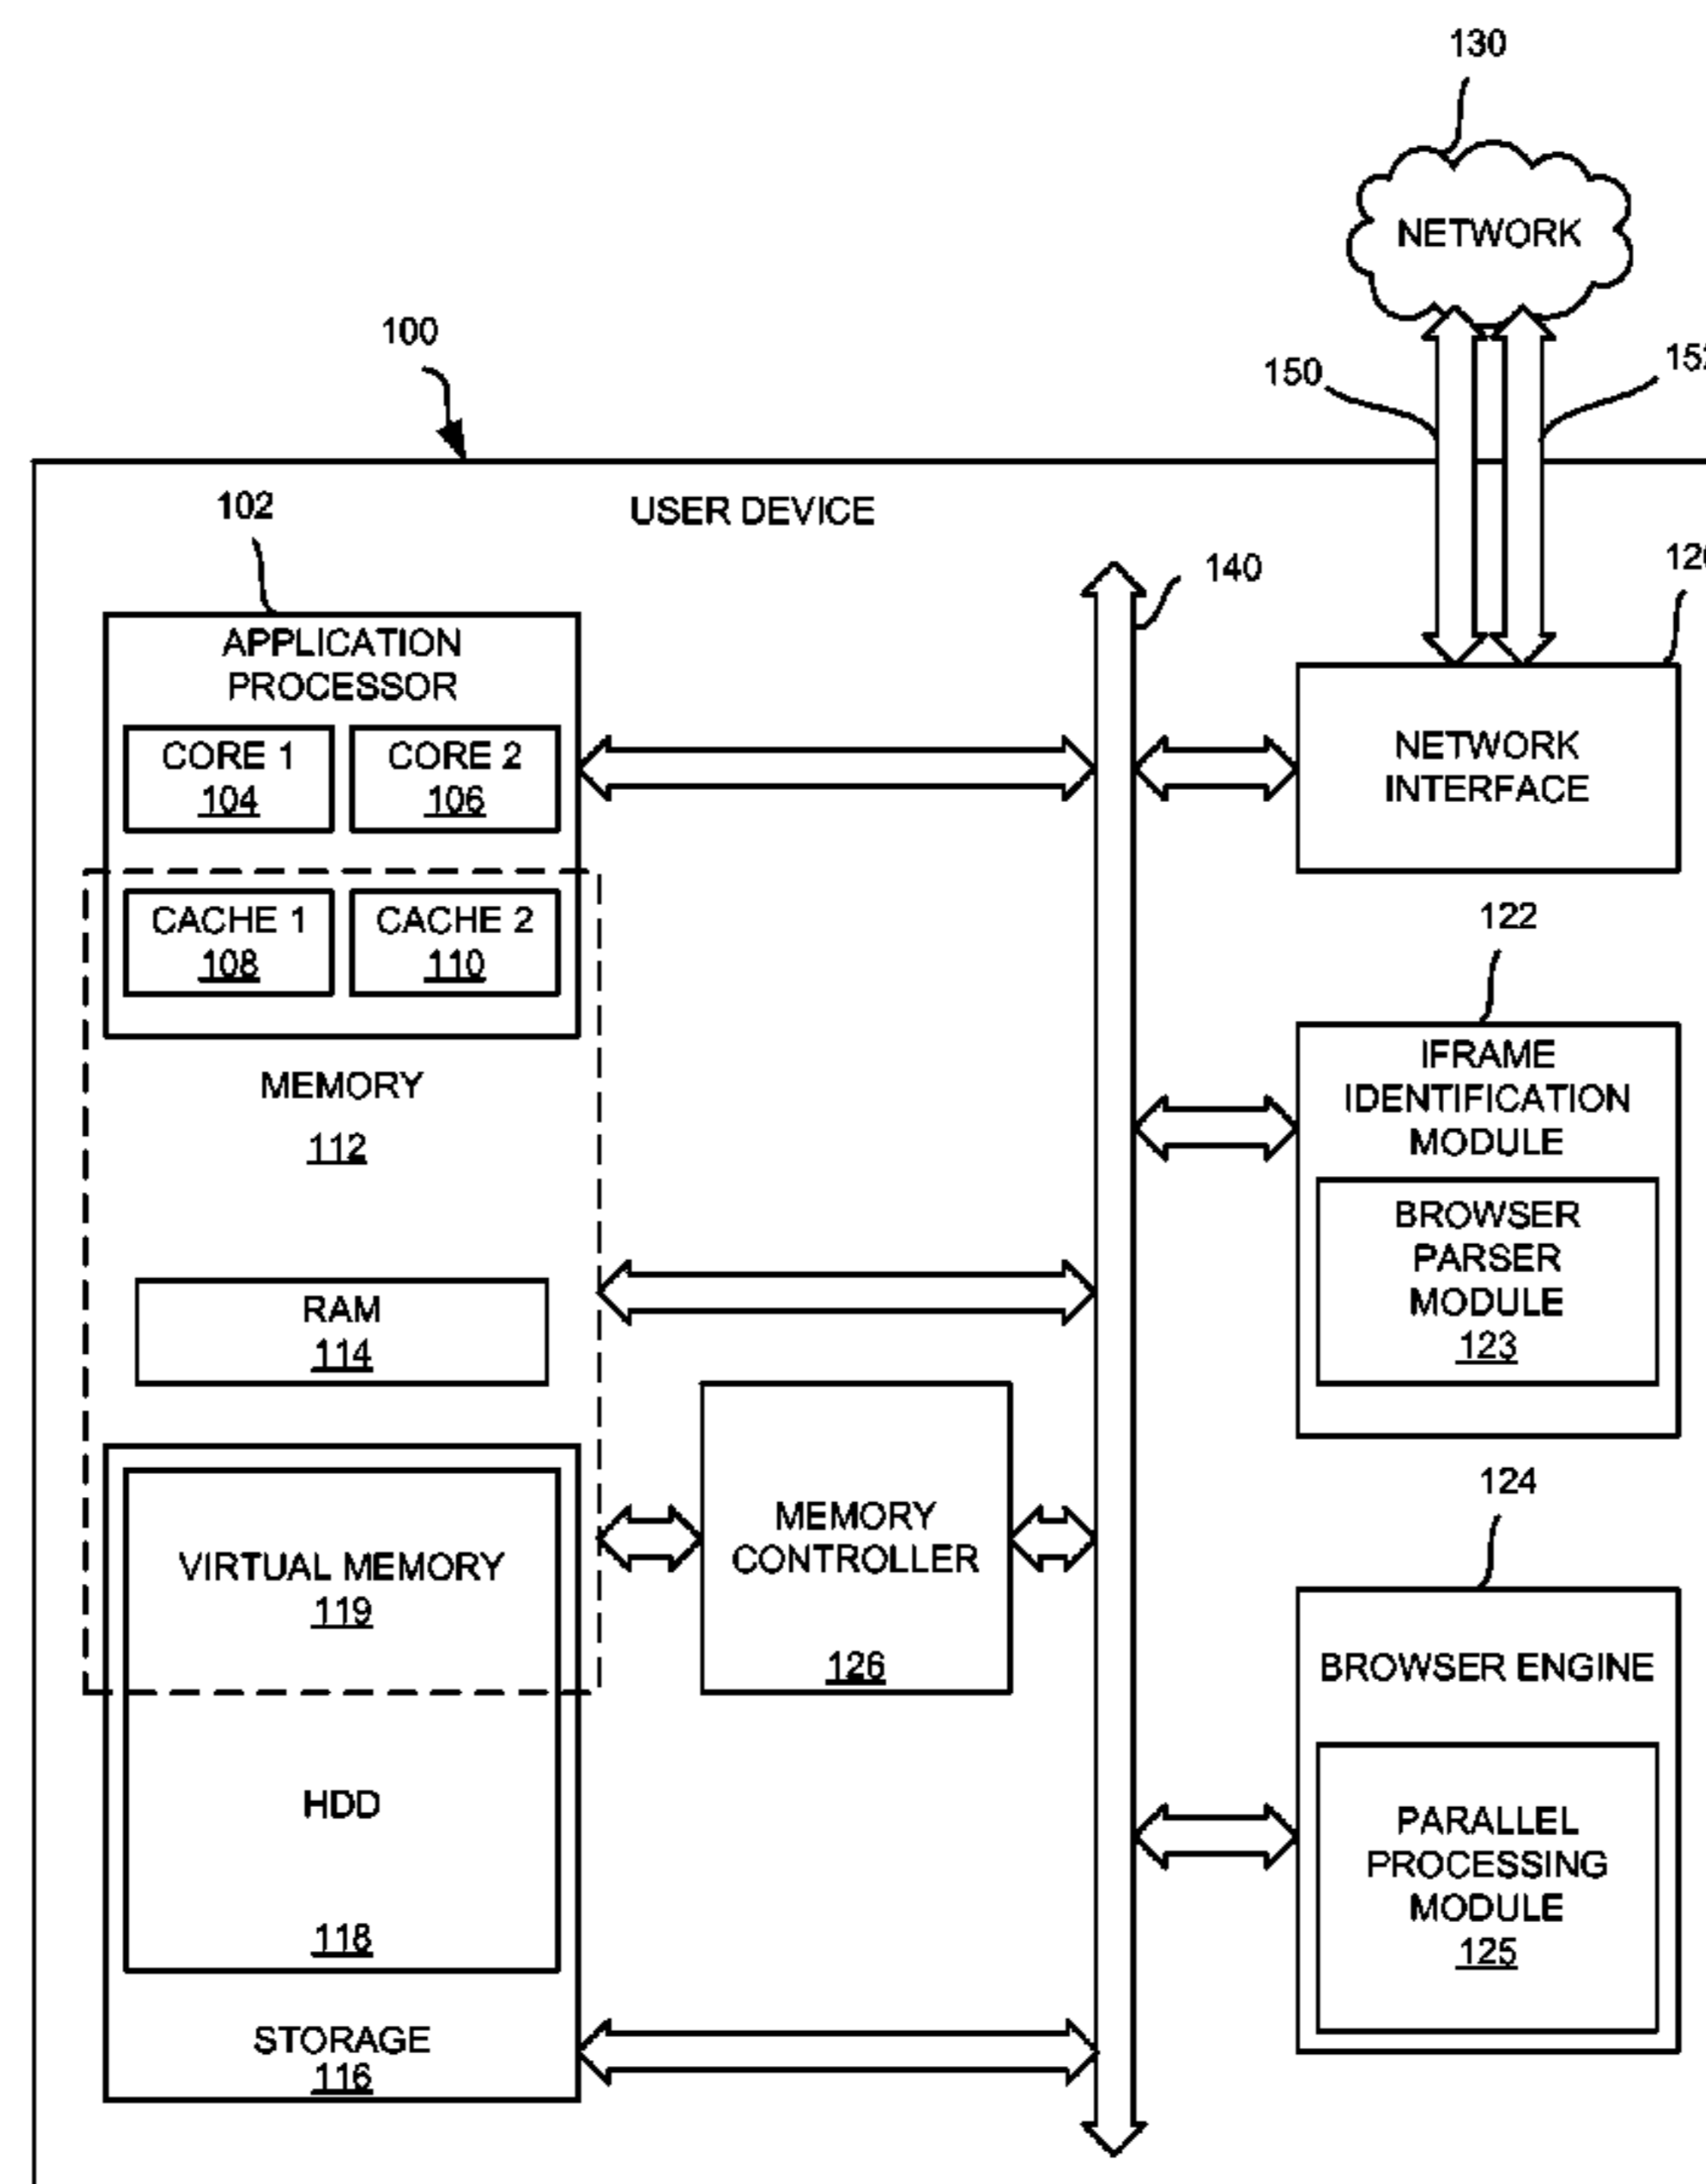 130
NETWORK
100
150
152
USER DEVICE
102
140
120
APPLICATION
PROCESSOR
CORE 1
104
CORE 2
106
NETWORK
INTERFACE
CACHE 1
108
CACHE 2
110
122
MEMORY
112
IFRAME
IDENTIFICATION
MODULE
BROWSER
PARSER
MODULE
123
RAM
114
124
VIRTUAL MEMORY
119
MEMORY
CONTROLLER
126
BROWSER ENGINE
HDD
118
PARALLEL
PROCESSING
MODULE
125
STORAGE
116